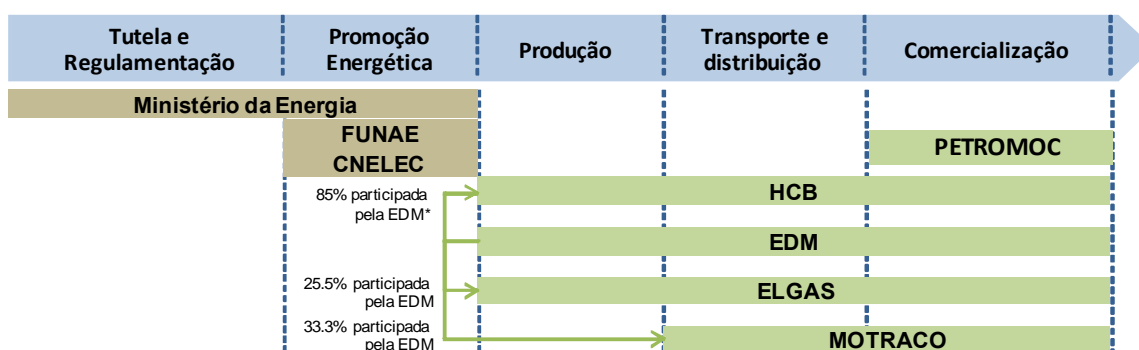 Tutela e
Regulamentação
Promoção
Energética
Produção
Transporte e
distribuição
Comercialização
Ministério da Energia
FUNAE
CNELEC
PETROMOC
85% participada
pela EDM*
HCB
EDM
25.5% participada
pela EDM
ELGAS
33.3% participada
pela EDM
MOTRACO